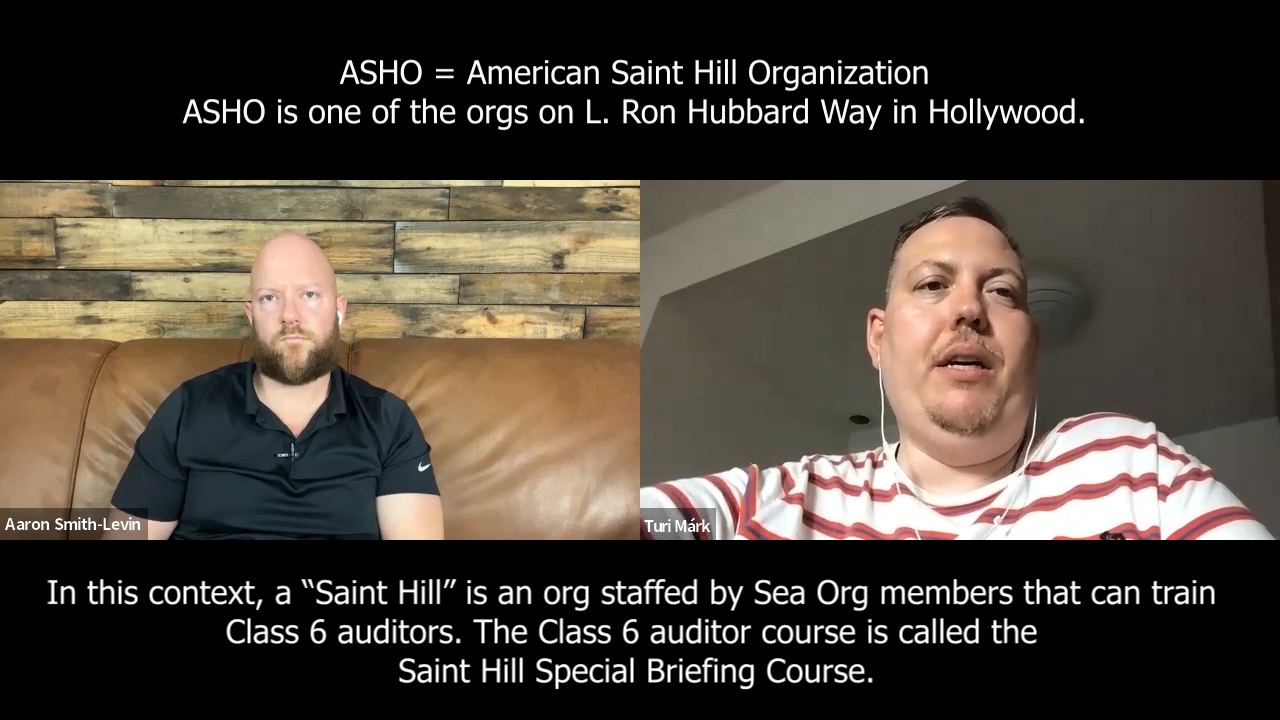 ASHO = American Saint Hill Organization
ASHO is one of the orgs on L. Ron Hubbard Way in Hollywood.
Aaron Smith-Levin
Turi Márk
In this context, a “Saint Hill” is an org staffed by Sea Org members that can train
Class 6 auditors. The Class 6 auditor course is called the
Saint Hill Special Briefing Course.